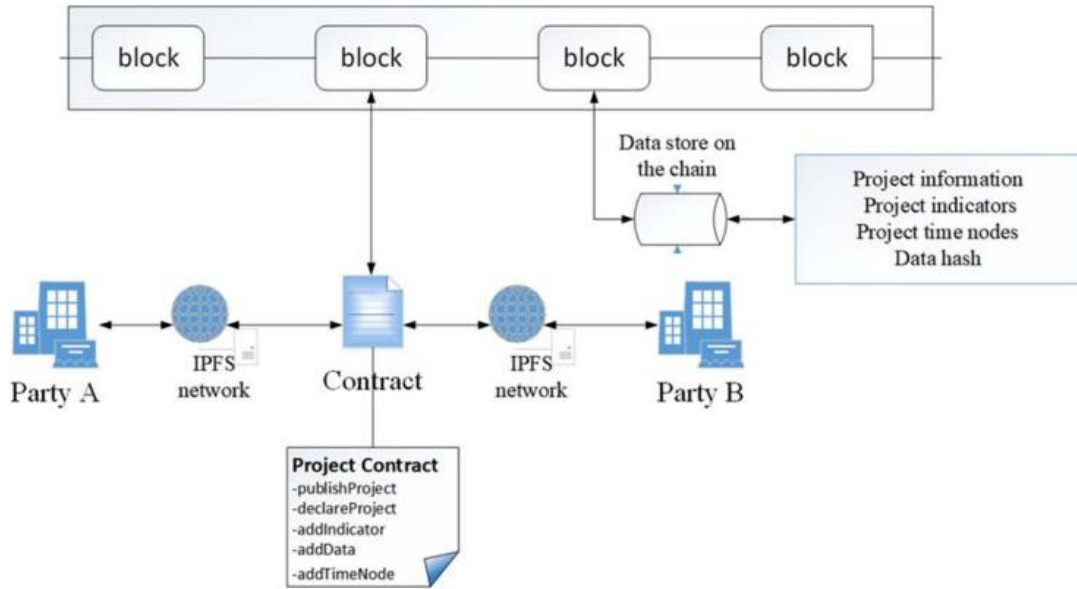 block
block
block
block
Data store on
the chain
Project information
Project indicators
Project time nodes
Data hash
Party A
IPFS
network
Contract
IPFS
network
Party B
Project Contract
-publishProject
-declareProject
-addIndicator
-addData
-addTimeNode